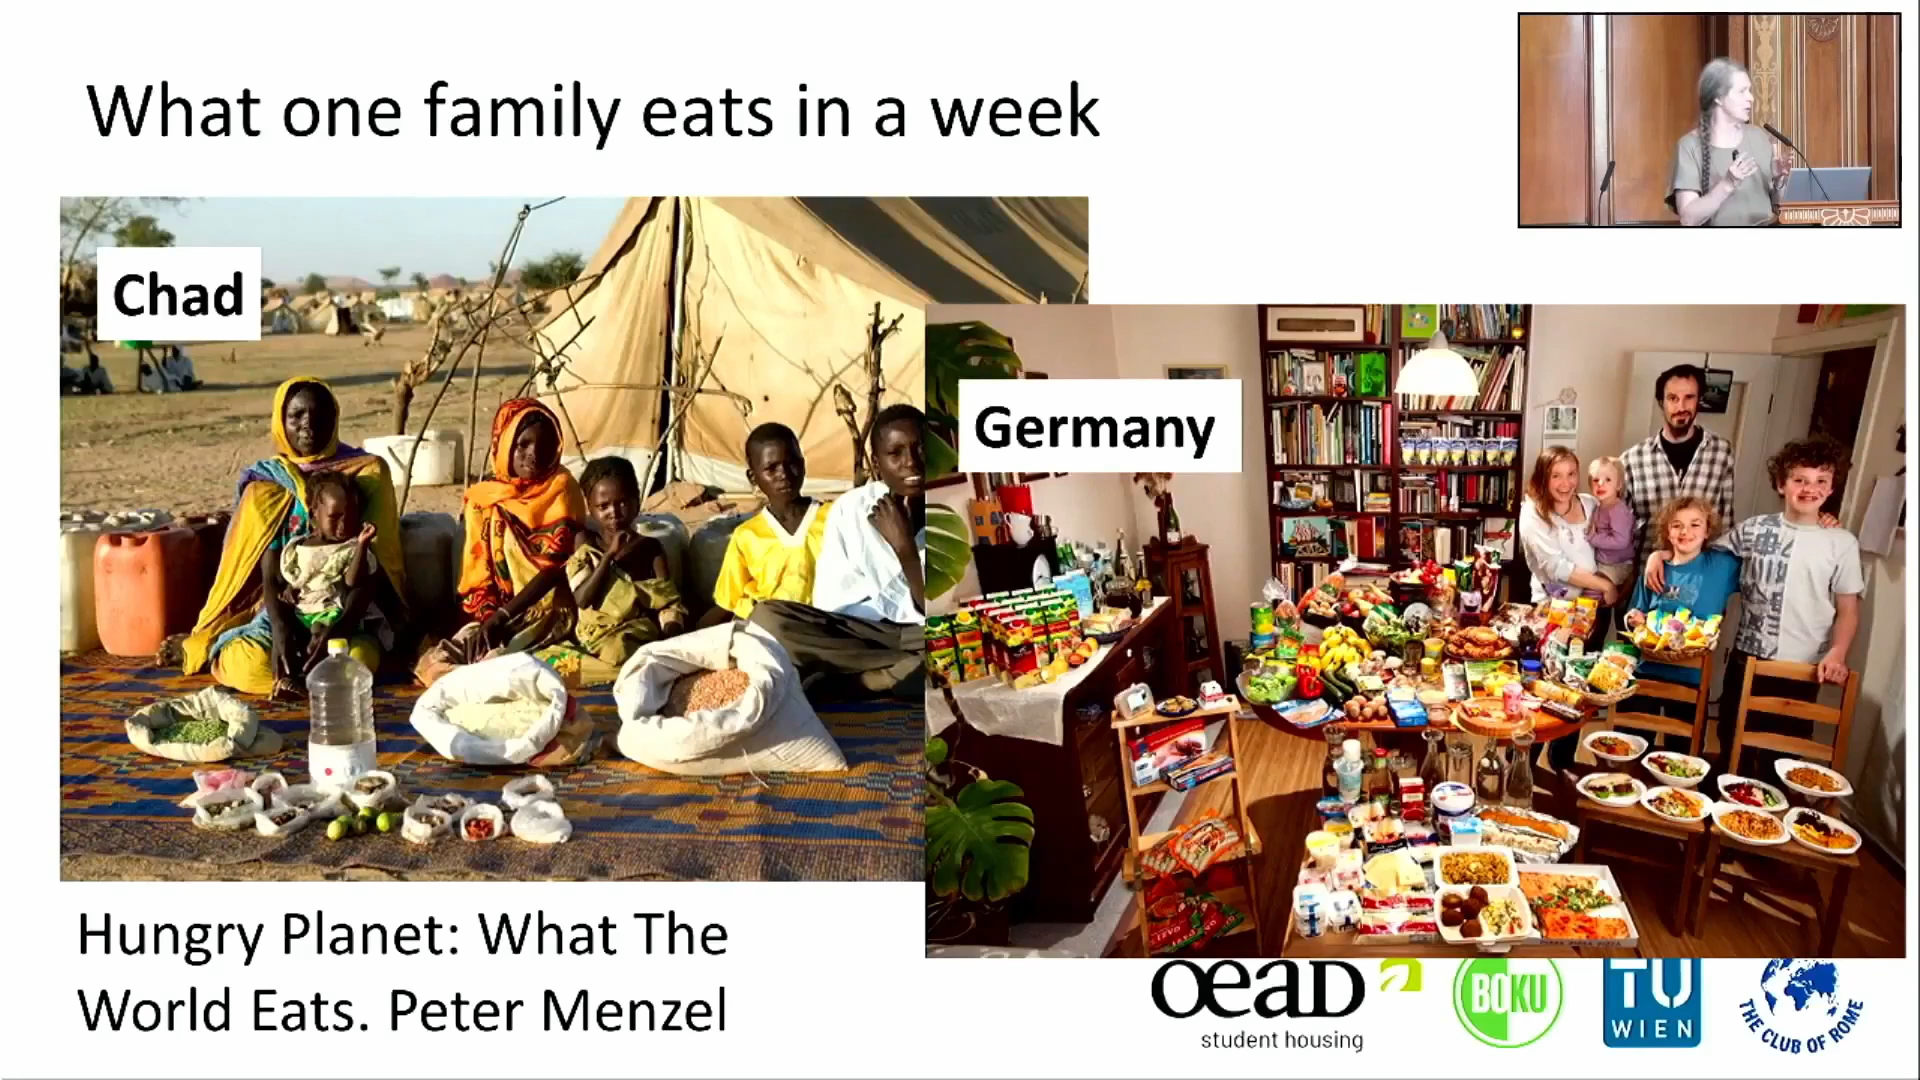 What one family eats in a week
Chad
Germany
Hungry Planet: What The
World Eats. Peter Menzel
OeAD
student housing
BOKU
TU
WIEN
THE CLUB OF ROME